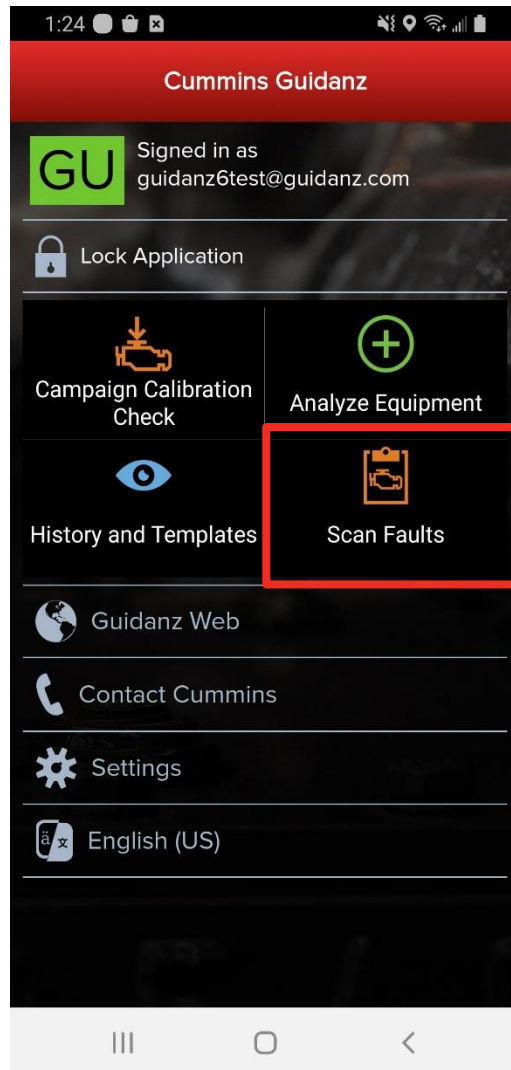 1:24
Cummins Guidanz
GU
Signed in as
guidanz6test@guidanz.com
Lock Application
Campaign Calibration
Check
Analyze Equipment
History and Templates
Scan Faults
Guidanz Web
Contact Cummins
Settings
ä 文
English (US)